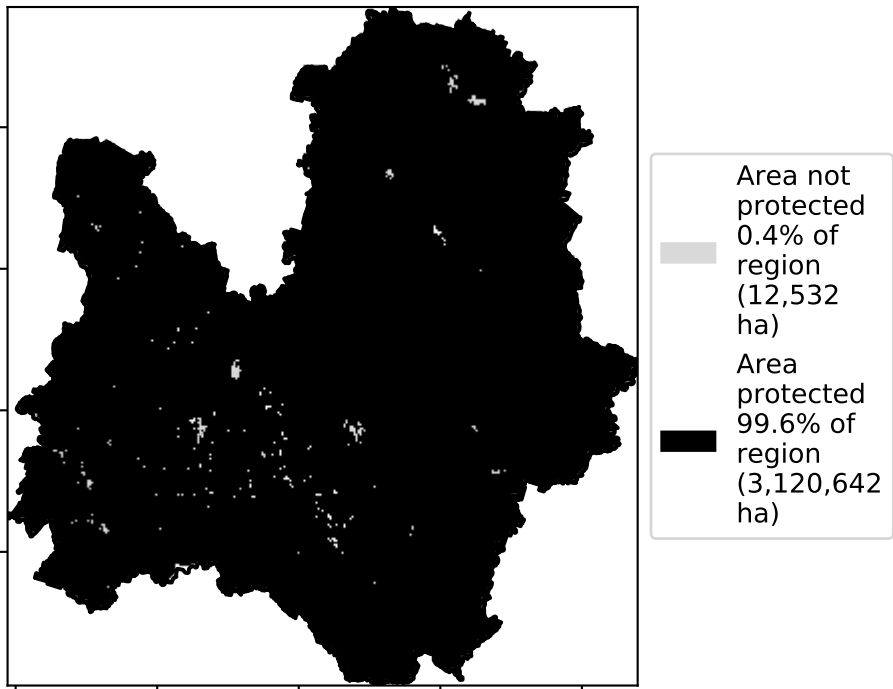 Area not
protected
0.4% of
region
(12,532
ha)
Area
protected
99.6% of
region
(3,120,642
ha)